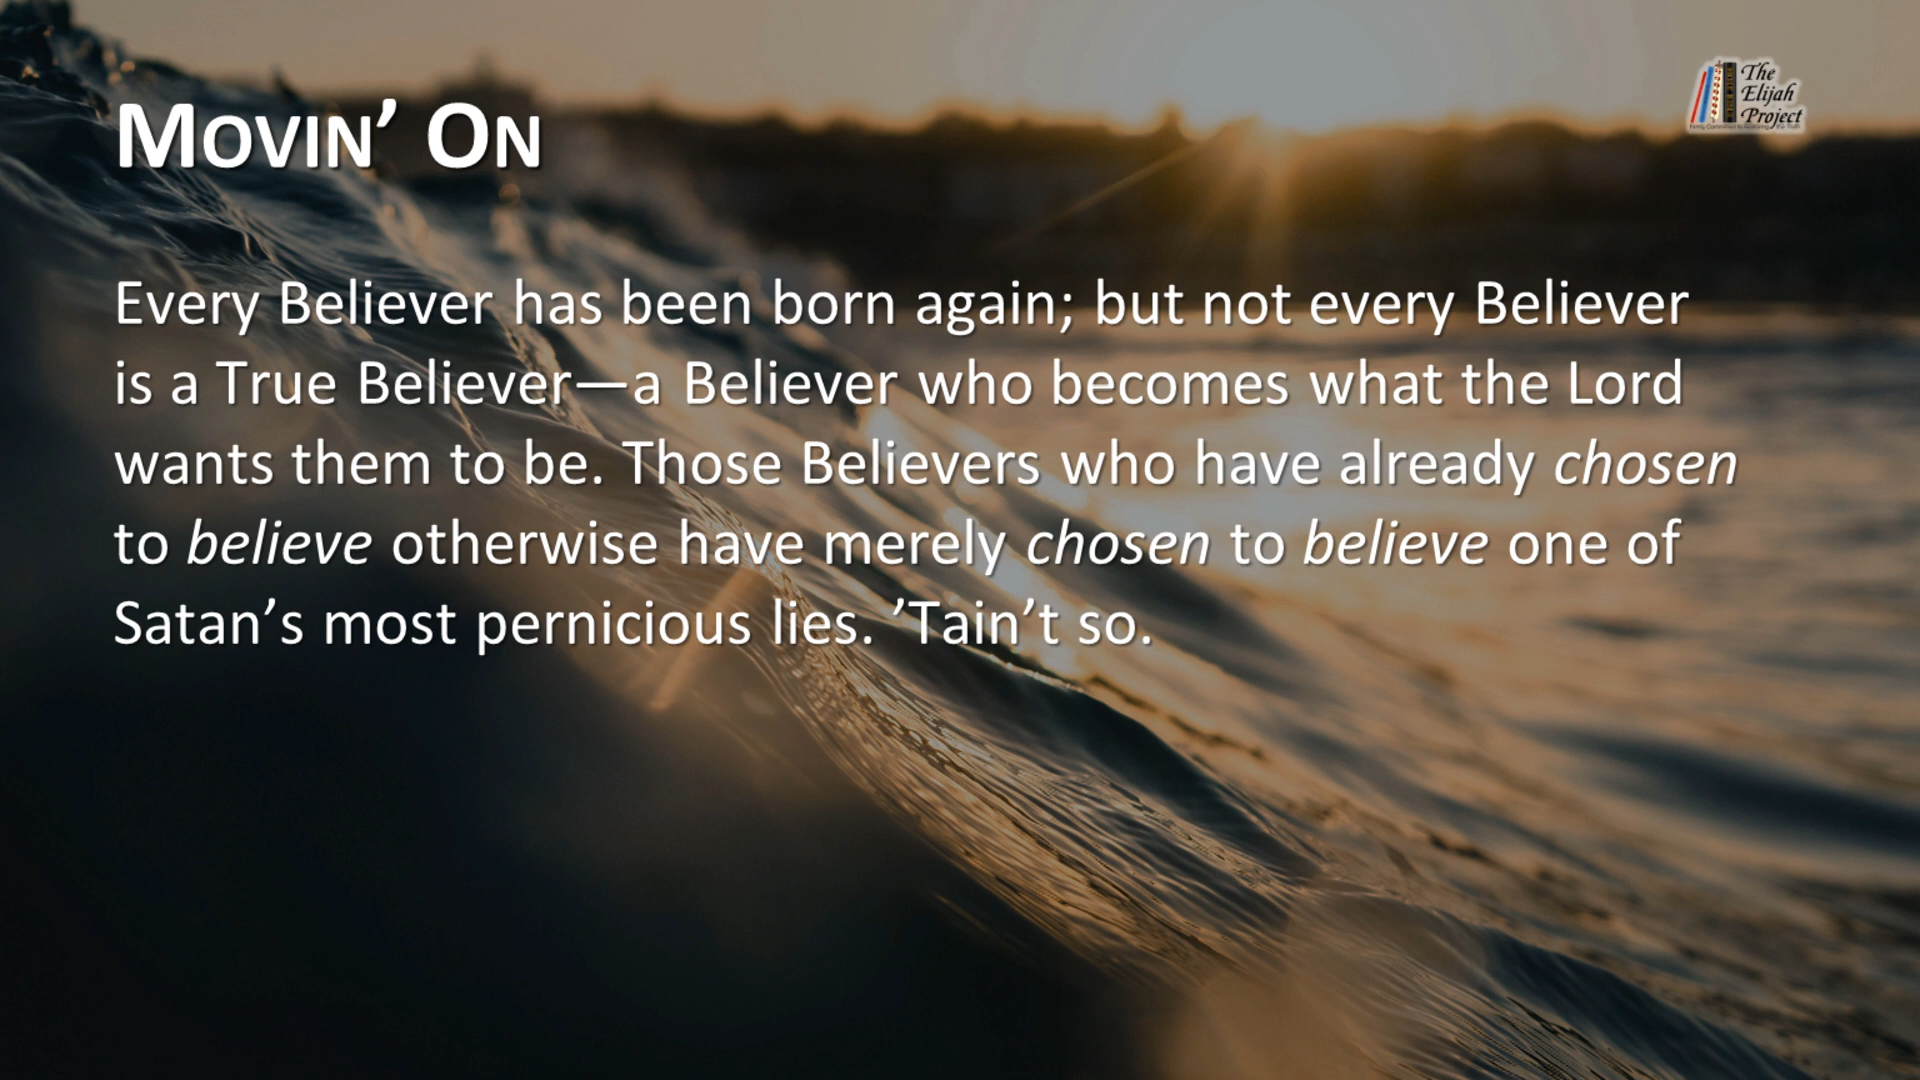 The
Elijah
Project
MOVIN’ ON
Every Believer has been born again; but not every Believer
is a True Believer—a Believer who becomes what the Lord
wants them to be. Those Believers who have already chosen
to believe otherwise have merely chosen to believe one of
Satan’s most pernicious lies. ’Tain’t so.